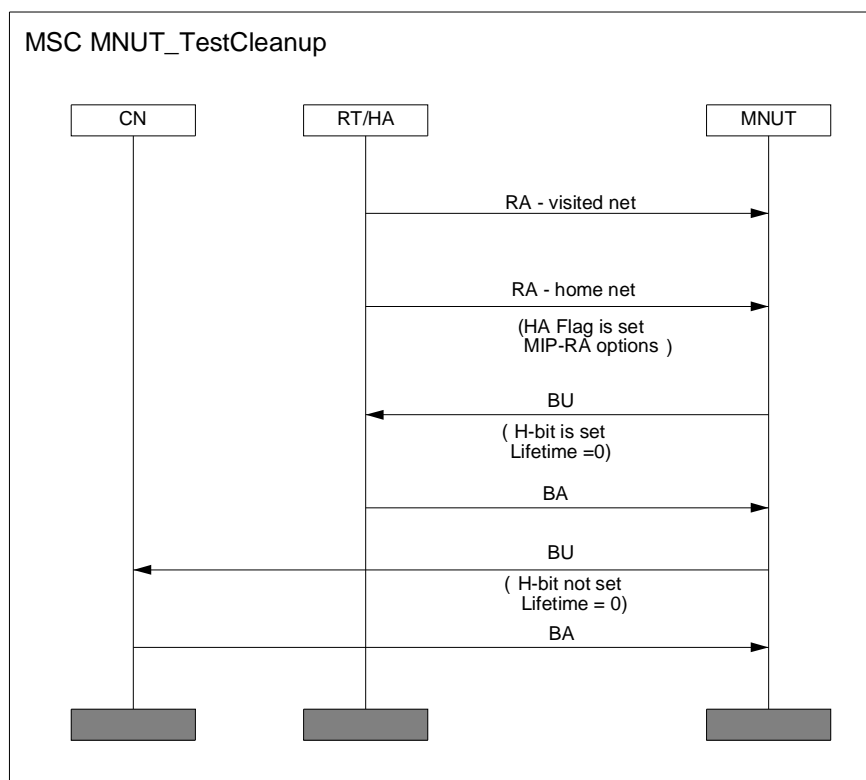 MSC MNUT_TestCleanup
CN
RT/HA
MNUT
RA - visited net
RA - home net
(HA Flag is set
MIP-RA options )
BU
( H-bit is set
Lifetime =0)
BA
BU
( H-bit not set
Lifetime = 0)
BA